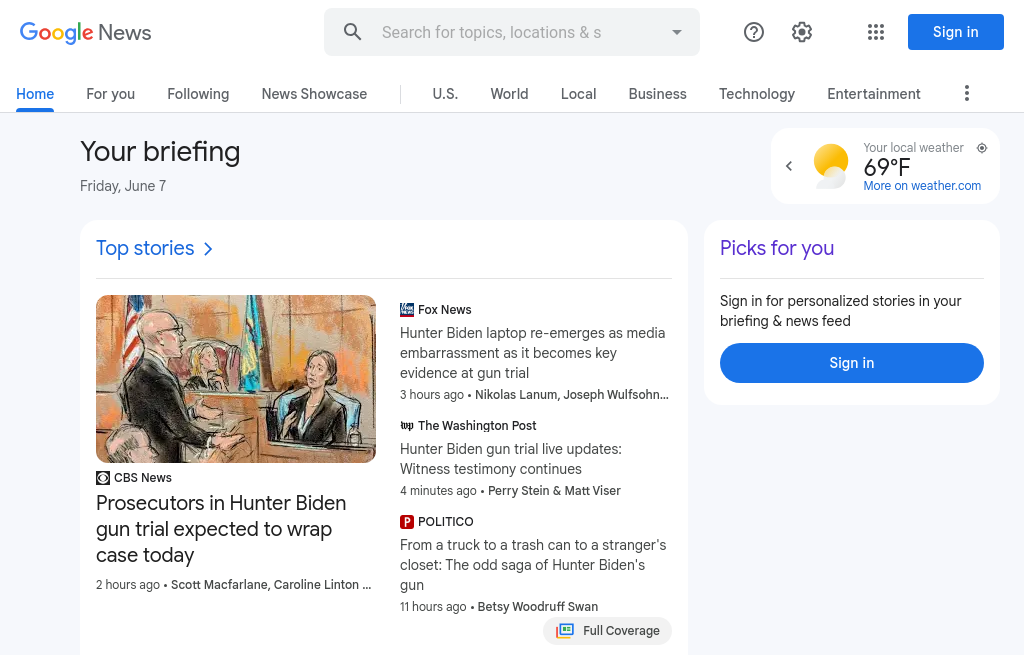 Google News
Search for topics, locations & s
Sign in
Home
For you
Following
News Showcase
U.S.
World
Local
Business
Technology
Entertainment
Your briefing
Friday, June 7
Your local weather
69°F
More on weather.com
Top stories
CBS News
Prosecutors in Hunter Biden
gun trial expected to wrap
case today
2 hours ago • Scott Macfarlane, Caroline Linton ...
Fox News
Hunter Biden laptop re-emerges as media
embarrassment as it becomes key
evidence at gun trial
3 hours ago • Nikolas Lanum, Joseph Wulfsohn...
The Washington Post
Hunter Biden gun trial live updates:
Witness testimony continues
4 minutes ago • Perry Stein & Matt Viser
POLITICO
From a truck to a trash can to a stranger's
closet: The odd saga of Hunter Biden's
gun
11 hours ago • Betsy Woodruff Swan
Full Coverage
Picks for you
Sign in for personalized stories in your
briefing & news feed
Sign in